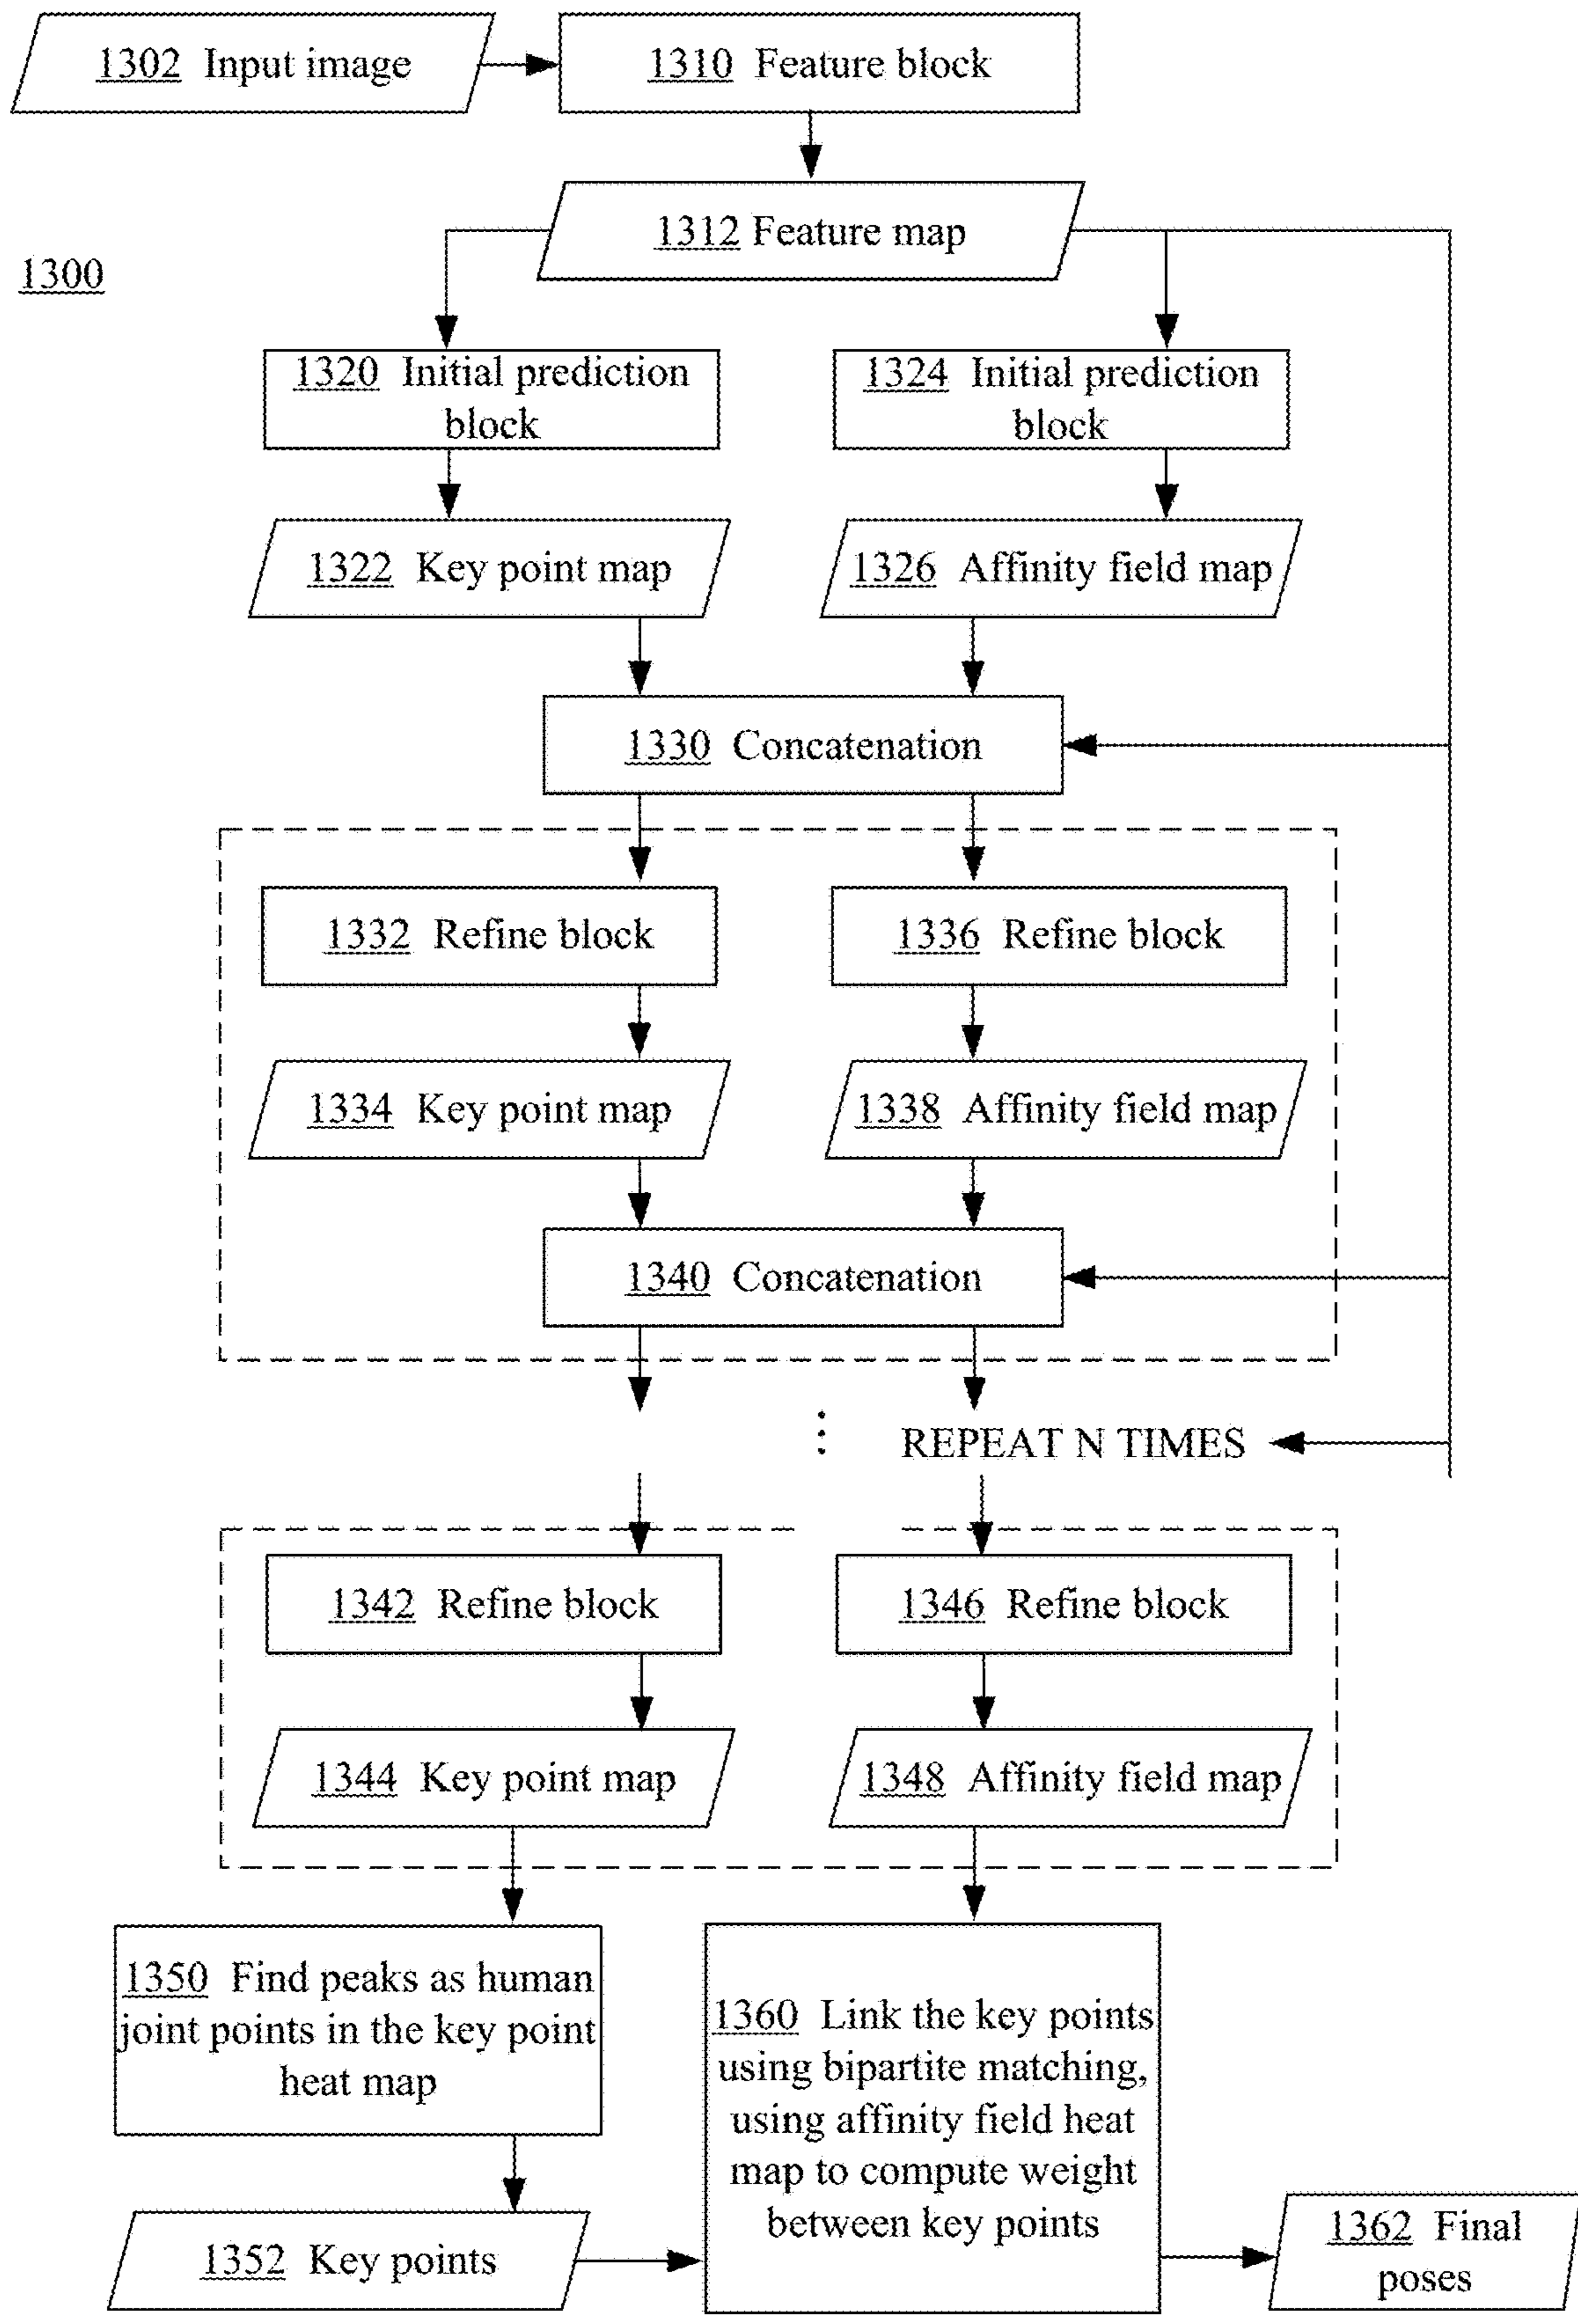 1302 Input image
1310 Feature block
1312 Feature map
1300
1320 Initial prediction
block
1324 Initial prediction
block
1322 Key point map
1326 Affinity field map
1330 Concatenation
1332 Refine block
1336 Refine block
1334 Key point map
1338 Affinity field map
1340 Concatenation
⋮ REPEAT N TIMES
1342 Refine block
1346 Refine block
1344 Key point map
1348 Affinity field map
1350 Find peaks as human
joint points in the key point
heat map
1360 Link the key points
using bipartite matching,
using affinity field heat
map to compute weight
between key points
1352 Key points
1362 Final
poses